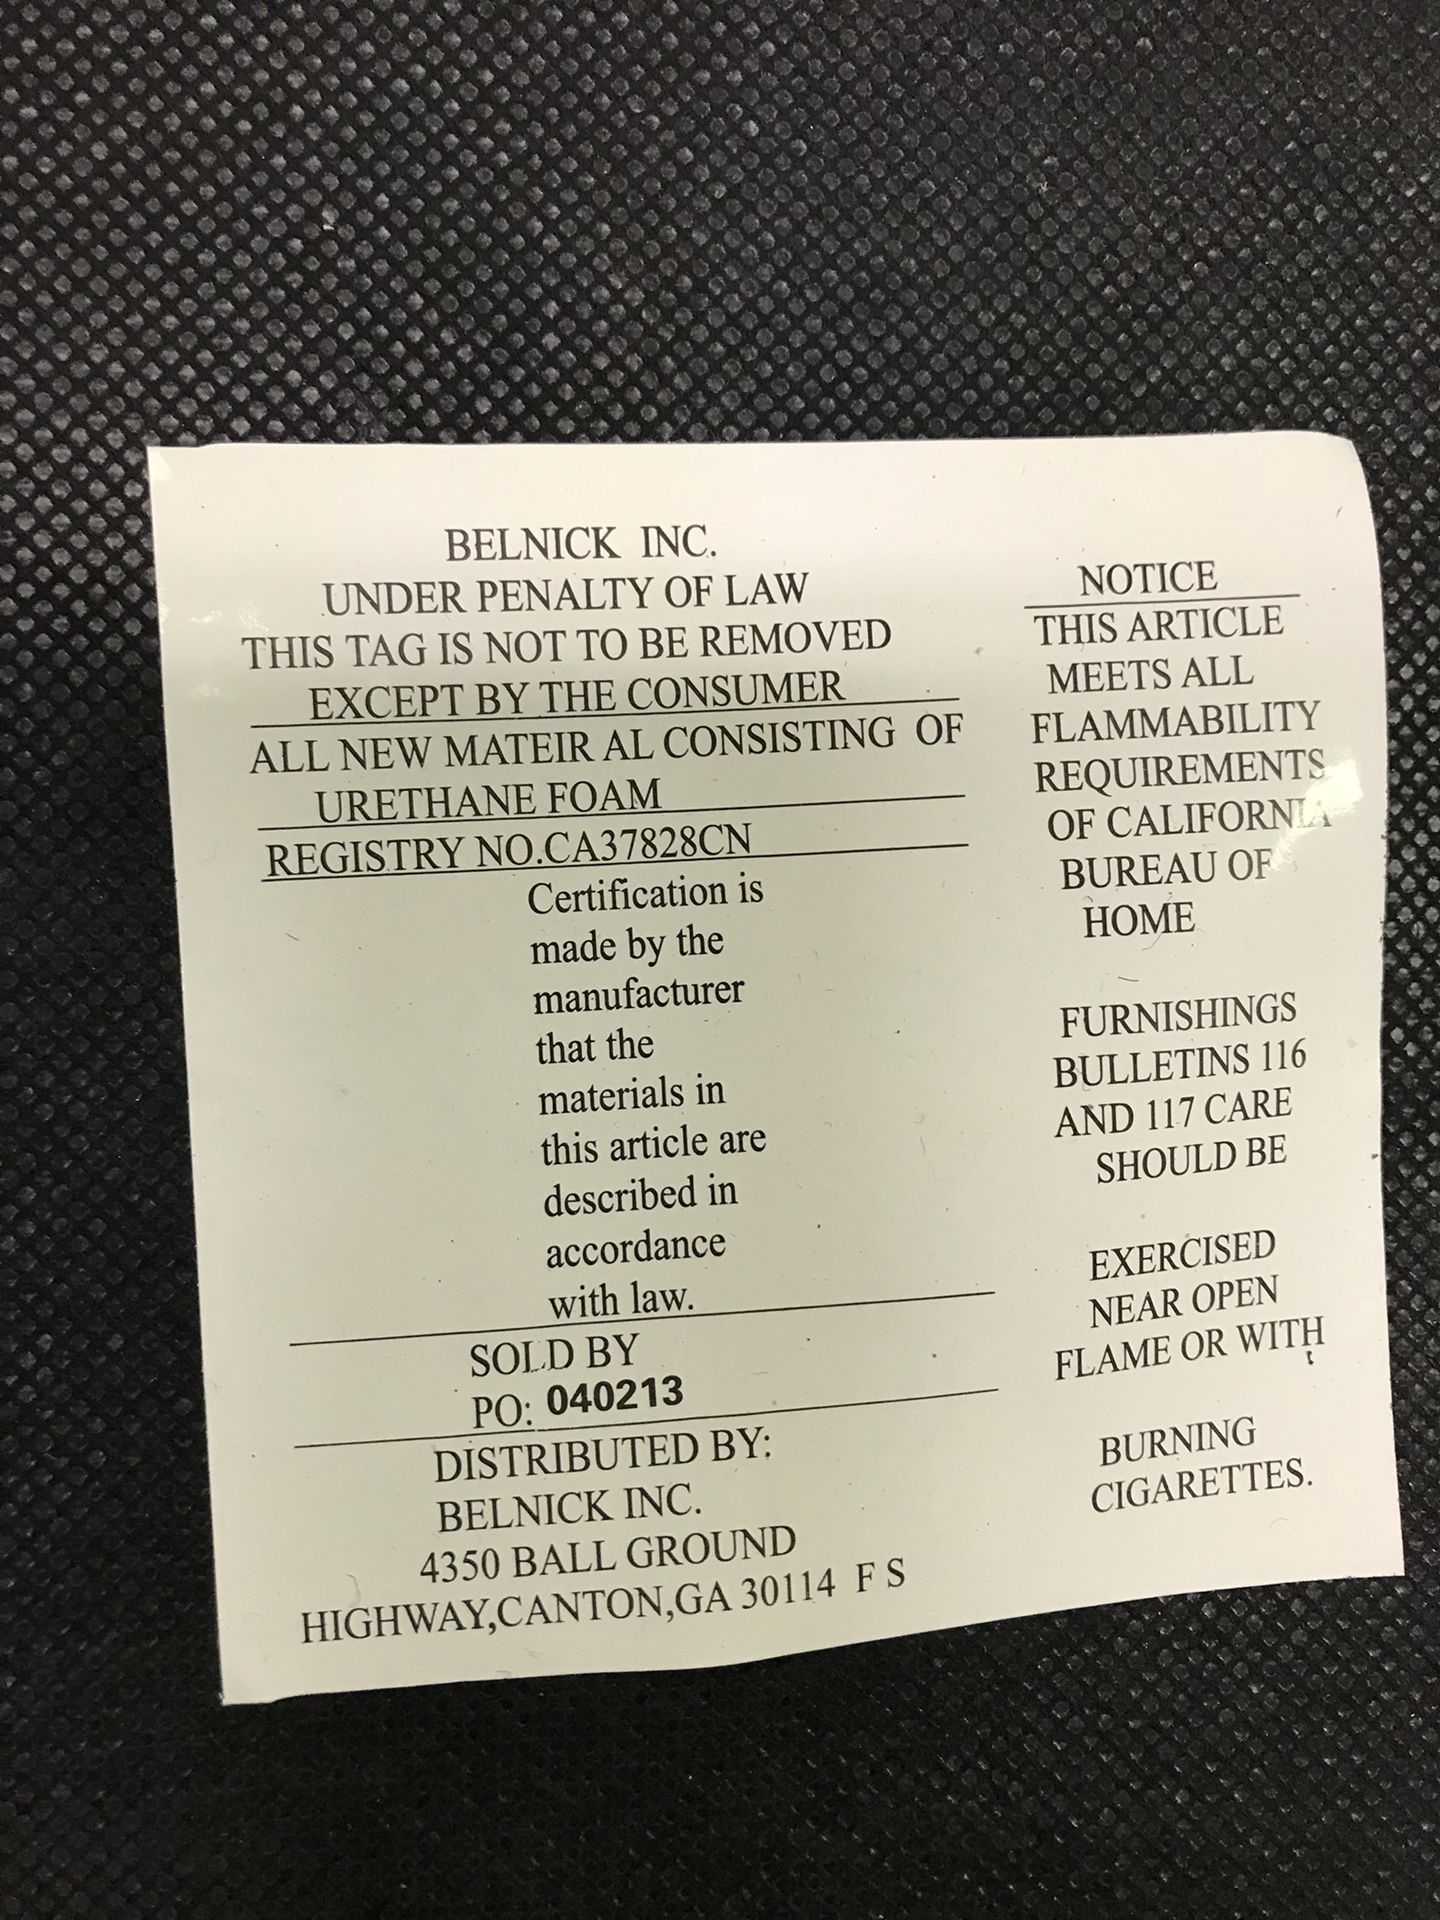 BELNICK INC.
UNDER PENALTY OF LAW
THIS TAG IS NOT TO BE REMOVED
EXCEPT BY THE CONSUMER
ALL NEW MATEIR AL CONSISTING OF
URETHANE FOAM
REGISTRY NO.CA37828CN
Certification is
made by the
manufacturer
that the
materials in
this article are
described in
accordance
with law.
SOLD BY
PO: 040213
DISTRIBUTED BY:
BELNICK INC.
4350 BALL GROUND
HIGHWAY,CANTON,GA 30114 F S
NOTICE
THIS ARTICLE
MEETS ALL
FLAMMABILITY
REQUIREMENTS
OF CALIFORNIA
BUREAU OF
HOME
FURNISHINGS
BULLETINS 116
AND 117 CARE
SHOULD BE
EXERCISED
NEAR OPEN
FLAME OR WITH
BURNING
CIGARETTES.